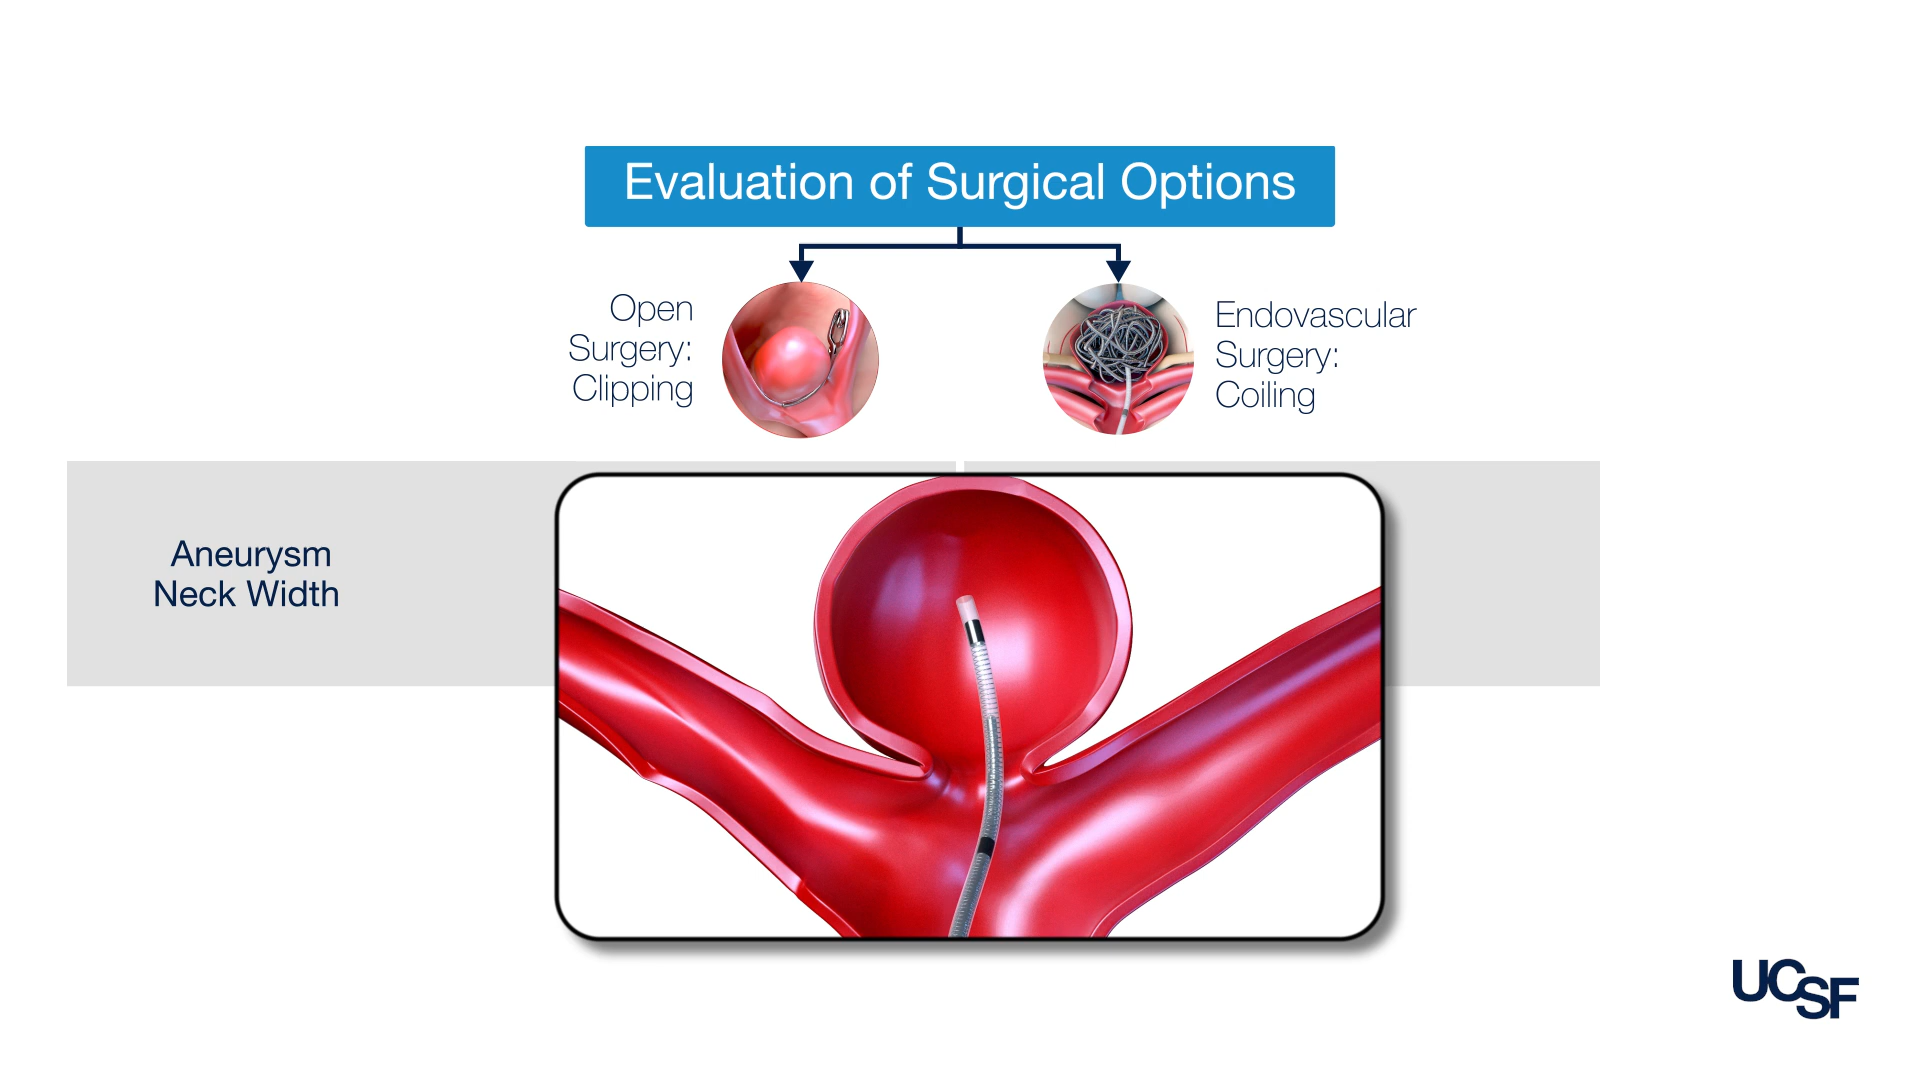 Evaluation of Surgical Options
Open
Surgery:
Clipping
Endovascular
Surgery:
Coiling
Aneurysm
Neck Width
UCSF